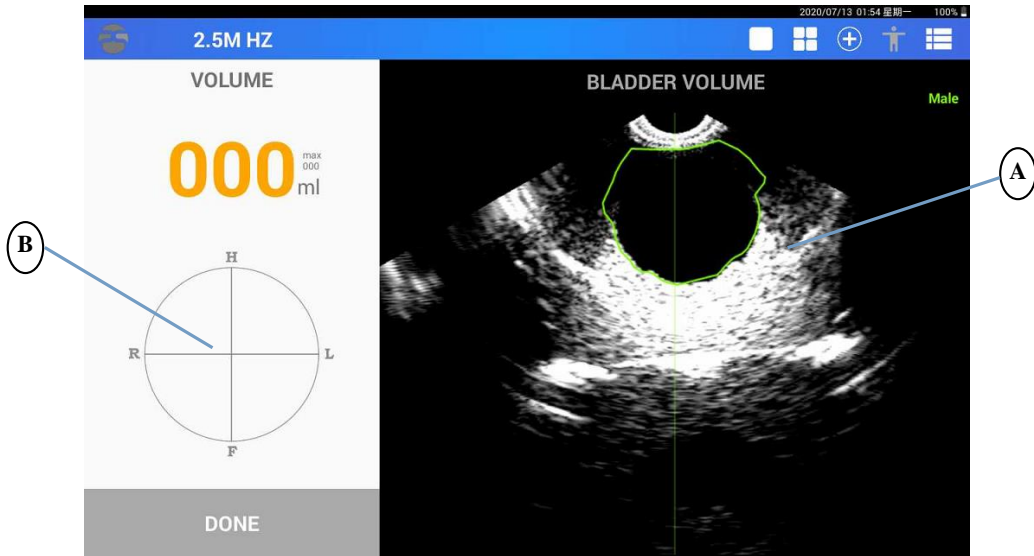 2020/07/13 01:54 星期一 100%
2.5M HZ
VOLUME
BLADDER VOLUME
Male
000
max
000
ml
A
B
H
R
L
F
DONE